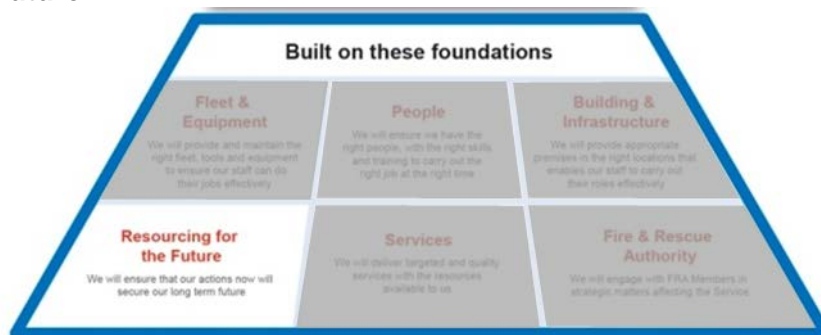 Built on these foundations
Fleet &
Equipment
We will provide and maintain the
right fleet, tools and equipment
to ensure our staff can do
their jobs effectively
People
We will ensure we have the
right people, with the right skills
and training to carry out the
right job at the right time
Building &
Infrastructure
We will provide appropriate
premises in the right locations that
enables our staff to carry out
their roles effectively
Resourcing for
the Future
We will ensure that our actions now will
secure our long term future
Services
We will deliver targeted and quality
services with the resources
available to us
Fire & Rescue
Authority
We will engage with FRA Members in
strategic matters affecting the Service